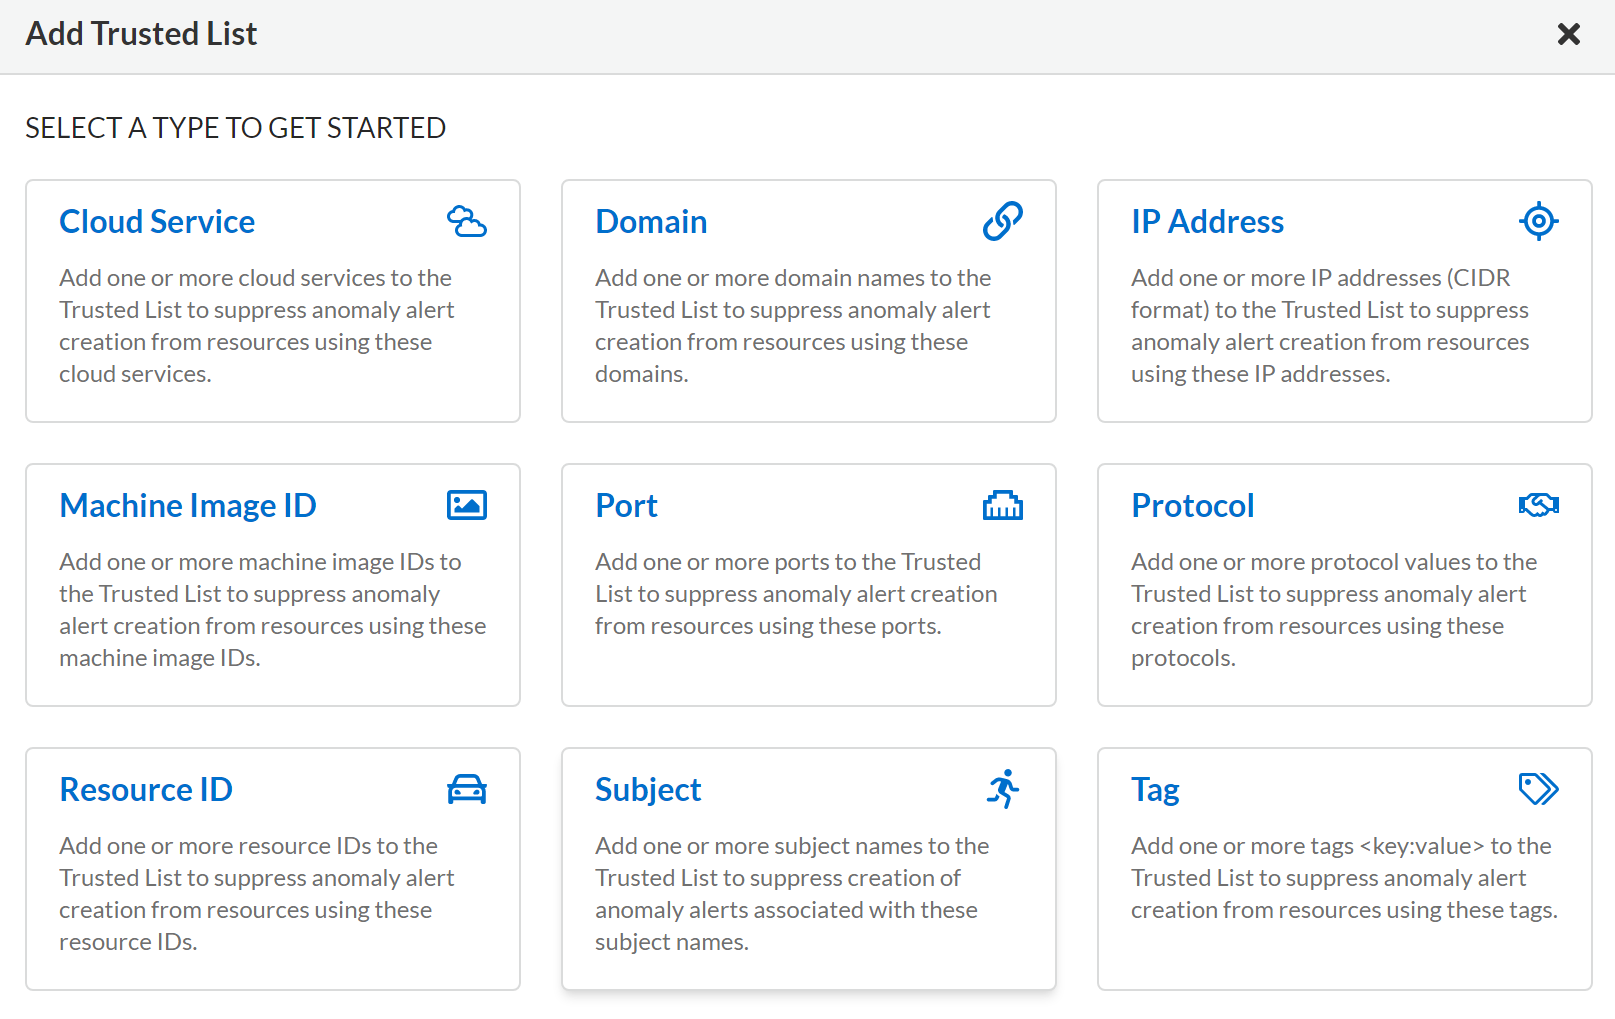 Add Trusted List
SELECT A TYPE TO GET STARTED
Cloud Service
Add one or more cloud services to the
Trusted List to suppress anomaly alert
creation from resources using these
cloud services.
Domain
Add one or more domain names to the
Trusted List to suppress anomaly alert
creation from resources using these
domains.
IP Address
Add one or more IP addresses (CIDR
format) to the Trusted List to suppress
anomaly alert creation from resources
using these IP addresses.
Machine Image ID
Add one or more machine image IDs to
the Trusted List to suppress anomaly
alert creation from resources using these
machine image IDs.
Port
Add one or more ports to the Trusted
List to suppress anomaly alert creation
from resources using these ports.
Protocol
Add one or more protocol values to the
Trusted List to suppress anomaly alert
creation from resources using these
protocols.
Resource ID
Add one or more resource IDs to the
Trusted List to suppress anomaly alert
creation from resources using these
resource IDs.
Subject
Add one or more subject names to the
Trusted List to suppress creation of
anomaly alerts associated with these
subject names.
Tag
Add one or more tags <key:value> to the
Trusted List to suppress anomaly alert
creation from resources using these tags.